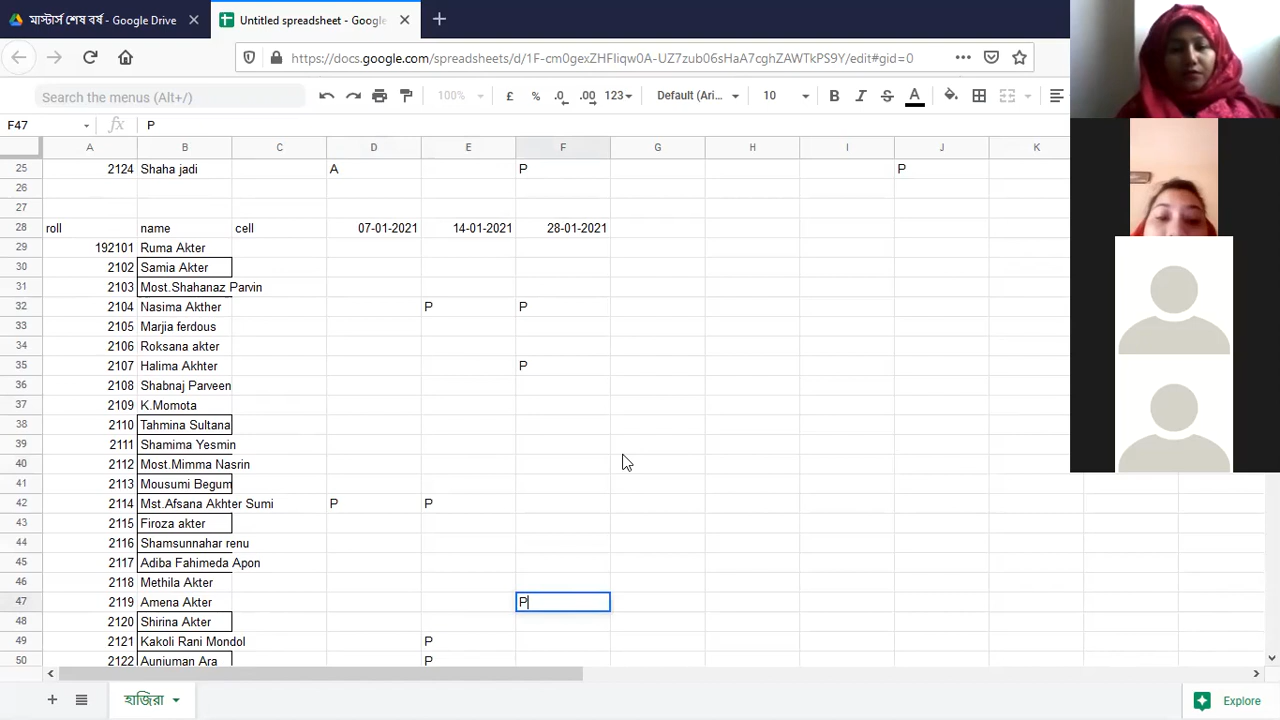 মাস্টার্স শেষ বর্ষ - Google Drive
Untitled spreadsheet - Google
https://docs.google.com/spreadsheets/d/1F-cm0gexZHFIiqw0A-UZ7zub06sHaA7cghZAWTkPS9Y/edit#gid=0
Search the menus (Alt+/) 100% £ % .0 .00 123 Default (Ari... 10 B I S A
F47 fx P
A B C D E F G H I J K
25 2124 Shaha jadi A P P
26
27
28 roll name cell 07-01-2021 14-01-2021 28-01-2021
29 192101 Ruma Akter
30 2102 Samia Akter
31 2103 Most.Shahanaz Parvin
32 2104 Nasima Akther P P
33 2105 Marjia ferdous
34 2106 Roksana akter
35 2107 Halima Akhter P
36 2108 Shabnaj Parveen
37 2109 K.Momota
38 2110 Tahmina Sultana
39 2111 Shamima Yesmin
40 2112 Most.Mimma Nasrin
41 2113 Mousumi Begum
42 2114 Mst.Afsana Akhter Sumi P P
43 2115 Firoza akter
44 2116 Shamsunnahar renu
45 2117 Adiba Fahimeda Apon
46 2118 Methila Akter
47 2119 Amena Akter P
48 2120 Shirina Akter
49 2121 Kakoli Rani Mondol P
50 2122 Aunjuman Ara P
হাজিরা Explore